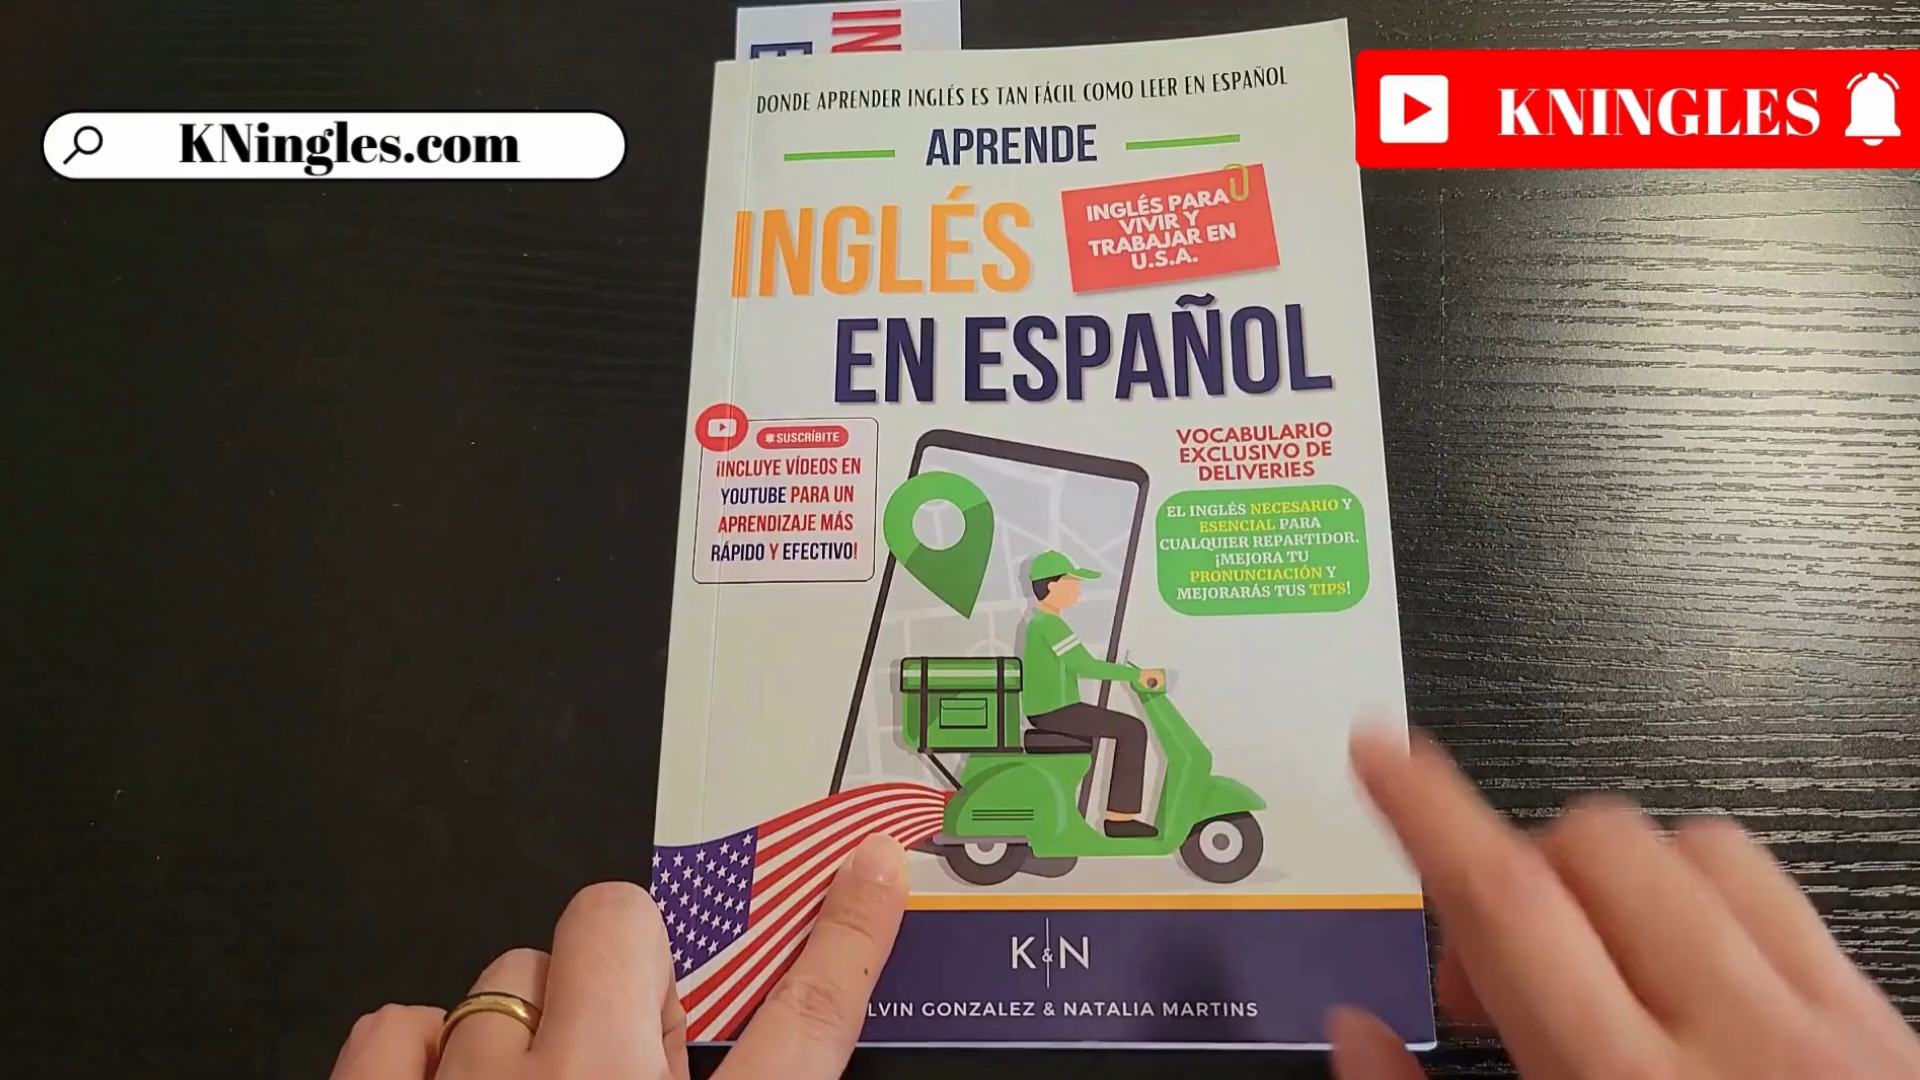 IN
E
KNingles.com
KNINGLES
DONDE APRENDER INGLÉS ES TAN FÁCIL COMO LEER EN ESPAÑOL
APRENDE
INGLÉS
INGLÉS PARA
VIVIR Y
TRABAJAR EN
U.S.A.
EN ESPAÑOL
SUSCRÍBITE
¡INCLUYE VÍDEOS EN
YOUTUBE PARA UN
APRENDIZAJE MÁS
RÁPIDO Y EFECTIVO!
VOCABULARIO
EXCLUSIVO DE
DELIVERIES
EL INGLÉS NECESARIO Y
ESENCIAL PARA
CUALQUIER REPARTIDOR.
¡MEJORA TU
PRONUNCIACIÓN Y
MEJORARÁS TUS TIPS!
K&N
LVIN GONZALEZ & NATALIA MARTINS